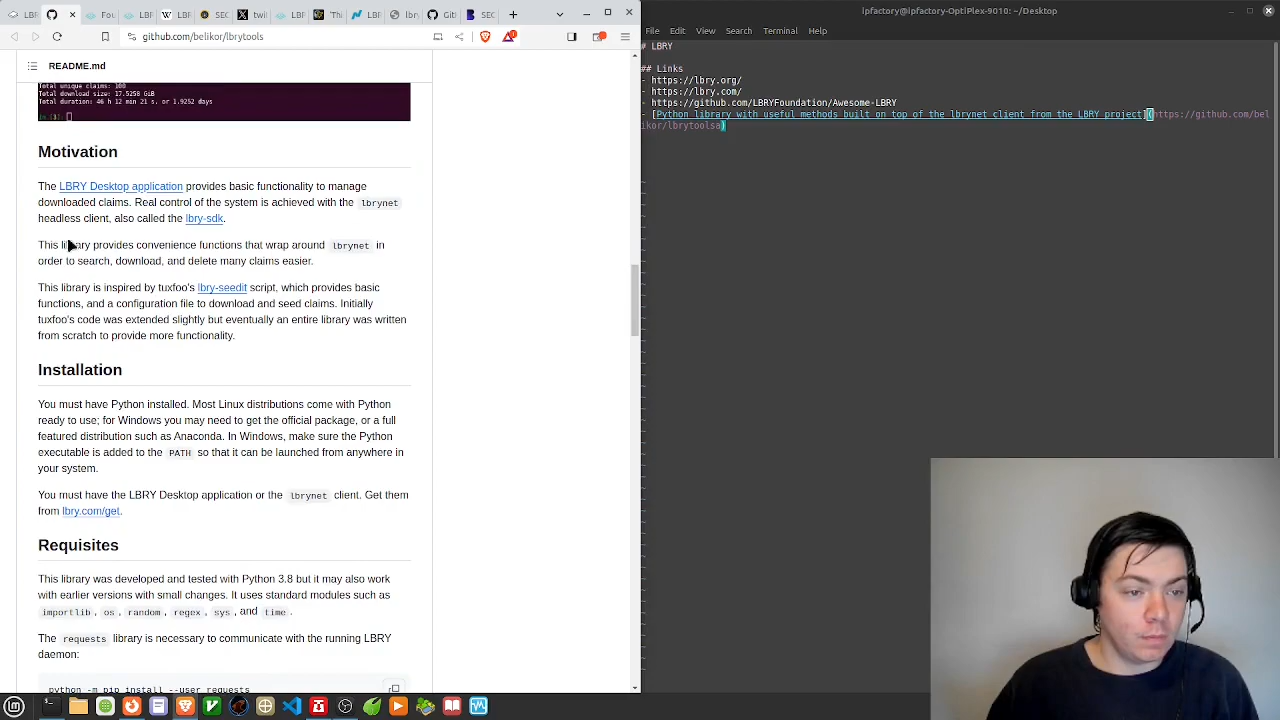 LBR
Fou
LBR
LBR
SEC
twi
LBR
Thi
LBR
lbry
Git
SEC
github.com/belikor/lbrytools
README.md
Total unique claims: 100
Total download size: 17.5258 GiB
Total duration: 46 h 12 min 21 s, or 1.9252 days
Motivation
The LBRY Desktop application provides basic functionality to manage
downloaded claims. Real control of the system is achieved with the lbrynet
headless client, also called the lbry-sdk.
This library provides convenience functions that wrap around lbrynet in
order to search, download, and delete many claims easier.
This library is inspired by tuxfoo's lbry-seedit script, which provides basic
functions, and a configuration file to download and seed claims. Initially
tuxfoo's code was extended slightly but eventually an entire library was written
from scratch to provide more functionality.
Installation
You must have Python installed. Most Linux distributions come with Python
ready to use; for Windows you may need to get the official package, or a full
featured distribution such as Anaconda. In Windows, make sure the Python
executable is added to the PATH so that it can be launched from anywhere in
your system.
You must have the LBRY Desktop application or the lbrynet client. Get them
from lbry.com/get.
Requisites
This library was developed and tested with Python 3.8 but it may also work
with earlier versions with small changes. It uses standard modules such as
importlib, os, random, regex, sys, and time.
The requests library is necessary to communicate with the running LBRY
daemon:
python -m pip install --user requests
ipfactory@ipfactory-OptiPlex-9010: ~/Desktop
File Edit View Search Terminal Help
# LBRY
## Links
- https://lbry.org/
- https://lbry.com/
- https://github.com/LBRYFoundation/Awesome-LBRY
- [Python library with useful methods built on top of the lbrynet client from the LBRY project](https://github.com/bel
ikor/lbrytoolsa)